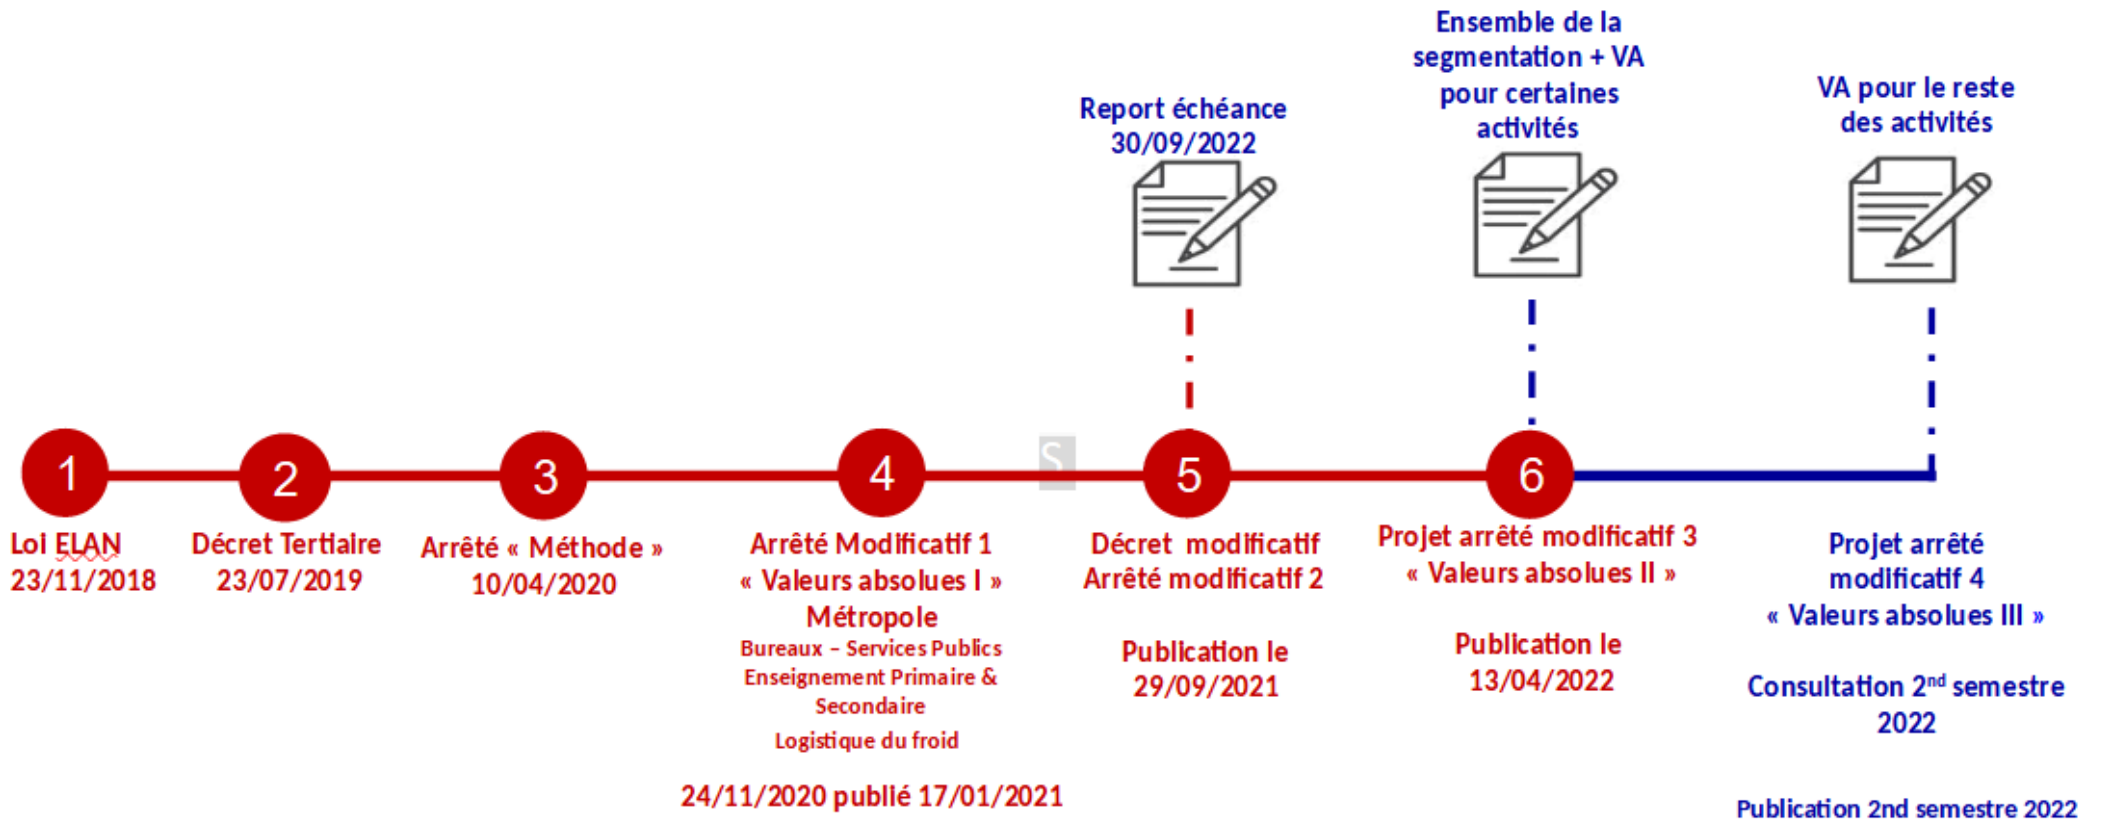 Ensemble de la
segmentation + VA
pour certaines
activités
Report échéance
30/09/2022
VA pour le reste
des activités
1
2
3
4
S
5
6
Loi ELAN
23/11/2018
Décret Tertiaire
23/07/2019
Arrêté « Méthode »
10/04/2020
Arrêté Modificatif 1
« Valeurs absolues I »
Métropole
Bureaux – Services Publics
Enseignement Primaire &
Secondaire
Logistique du froid
24/11/2020 publié 17/01/2021
Décret modificatif
Arrêté modificatif 2
Publication le
29/09/2021
Projet arrêté modificatif 3
« Valeurs absolues II »
Publication le
13/04/2022
Projet arrêté
modificatif 4
« Valeurs absolues III »
Consultation 2nd semestre
2022
Publication 2nd semestre 2022